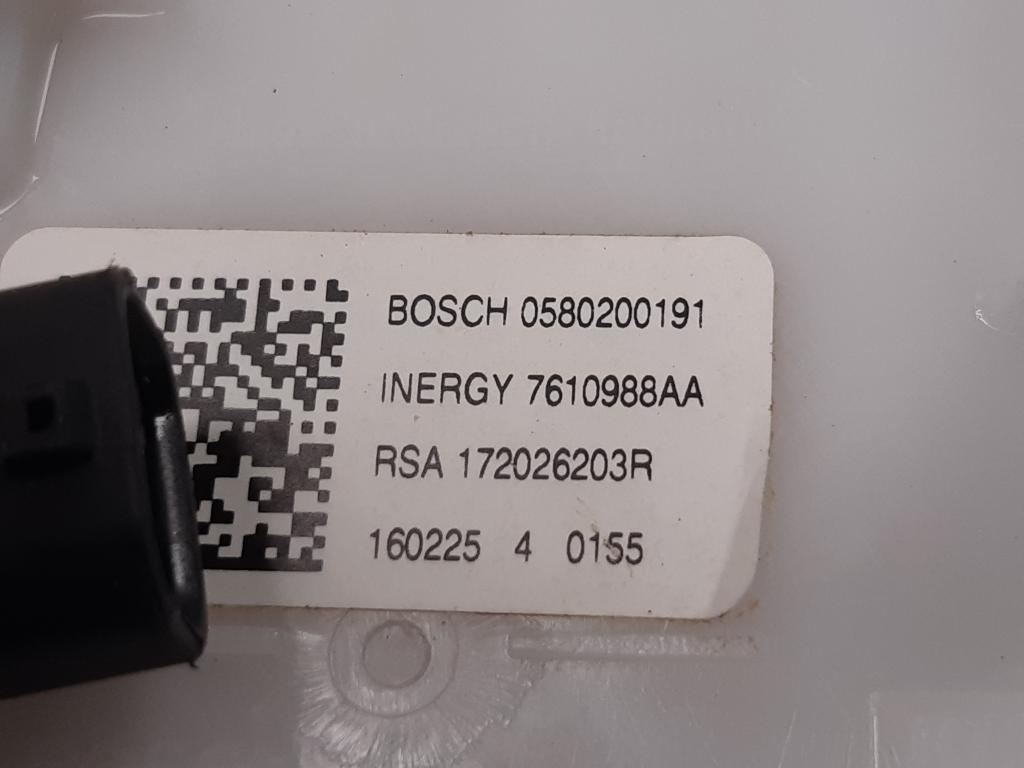 BOSCH 0580200191
INERGY 7610988AA
RSA 172026203R
160225 4 0155